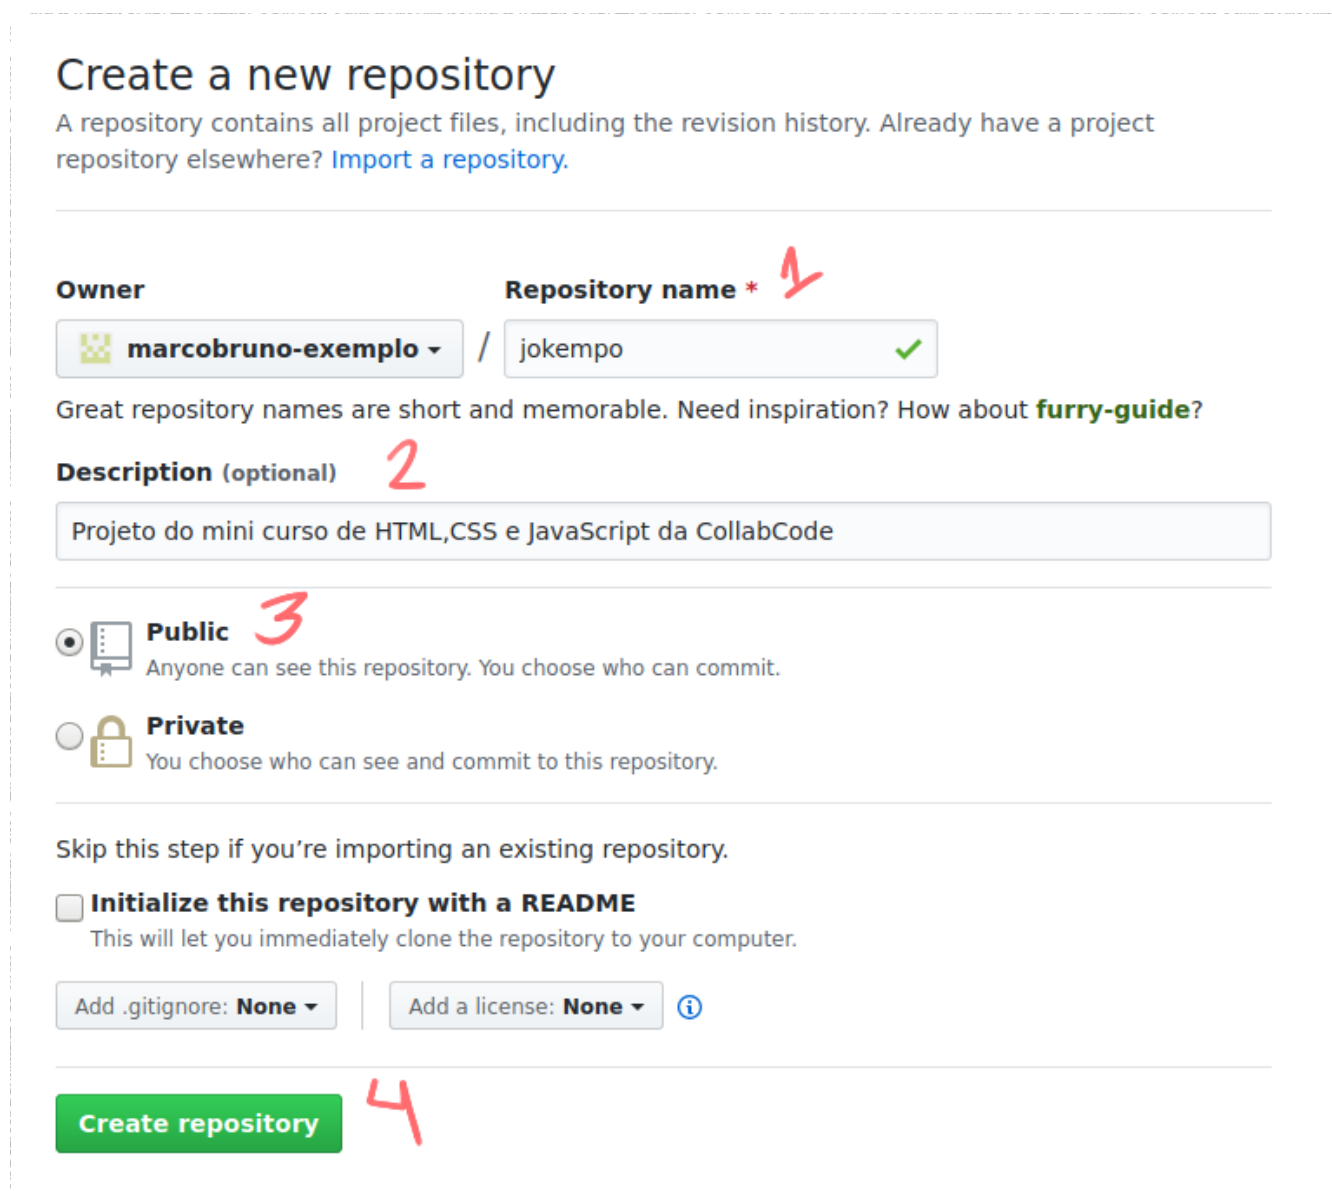 Create a new repository
A repository contains all project files, including the revision history. Already have a project
repository elsewhere? Import a repository.
1
Owner Repository name *
marcobruno-exemplo / jokempo
Great repository names are short and memorable. Need inspiration? How about furry-guide?
Description (optional) 2
Projeto do mini curso de HTML,CSS e JavaScript da CollabCode
Public 3
Anyone can see this repository. You choose who can commit.
Private
You choose who can see and commit to this repository.
Skip this step if you’re importing an existing repository.
Initialize this repository with a README
This will let you immediately clone the repository to your computer.
Add .gitignore: None Add a license: None
Create repository 4